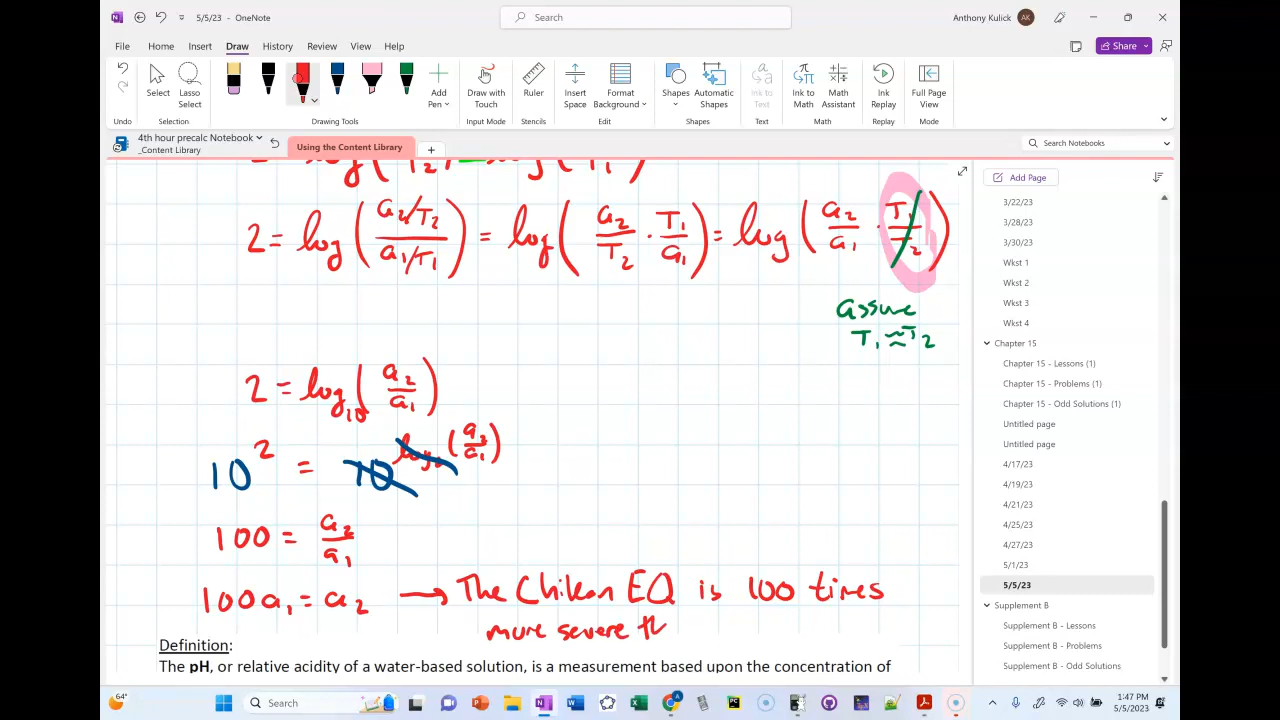 5/5/23 - OneNote
Search
Anthony Kulick AK
File Home Insert Draw History Review View Help
Share
Undo
Select
Lasso Select
Add Pen
Draw with Touch
Ruler
Insert Space
Format Background
Shapes
Automatic Shapes
Ink to Text
Ink to Math
Math Assistant
Ink Replay
Full Page View
Selection Drawing Tools Input Mode Stencils Edit Shapes Text Math Replay Mode
4th hour precalc Notebook
_Content Library
Using the Content Library
Search Notebooks
2 = log ( (a2/T2) / (a1/T1) ) = log ( a2/T2 · T1/a1 ) = log ( a2/a1 · T1/T2 )
assume
T1 ≈ T2
2 = log10 ( a2/a1 )
10^2 = 10^log10 ( a2/a1 )
100 = a2/a1
100a1 = a2 → The Chilean EQ is 100 times
more severe th
Definition:
The pH, or relative acidity of a water-based solution, is a measurement based upon the concentration of
Add Page
3/22/23
3/28/23
3/30/23
Wkst 1
Wkst 2
Wkst 3
Wkst 4
Chapter 15
Chapter 15 - Lessons (1)
Chapter 15 - Problems (1)
Chapter 15 - Odd Solutions (1)
Untitled page
Untitled page
4/17/23
4/19/23
4/21/23
4/25/23
4/27/23
5/1/23
5/5/23
Supplement B
Supplement B - Lessons
Supplement B - Problems
Supplement B - Odd Solutions
64°
Search
1:47 PM
5/5/2023